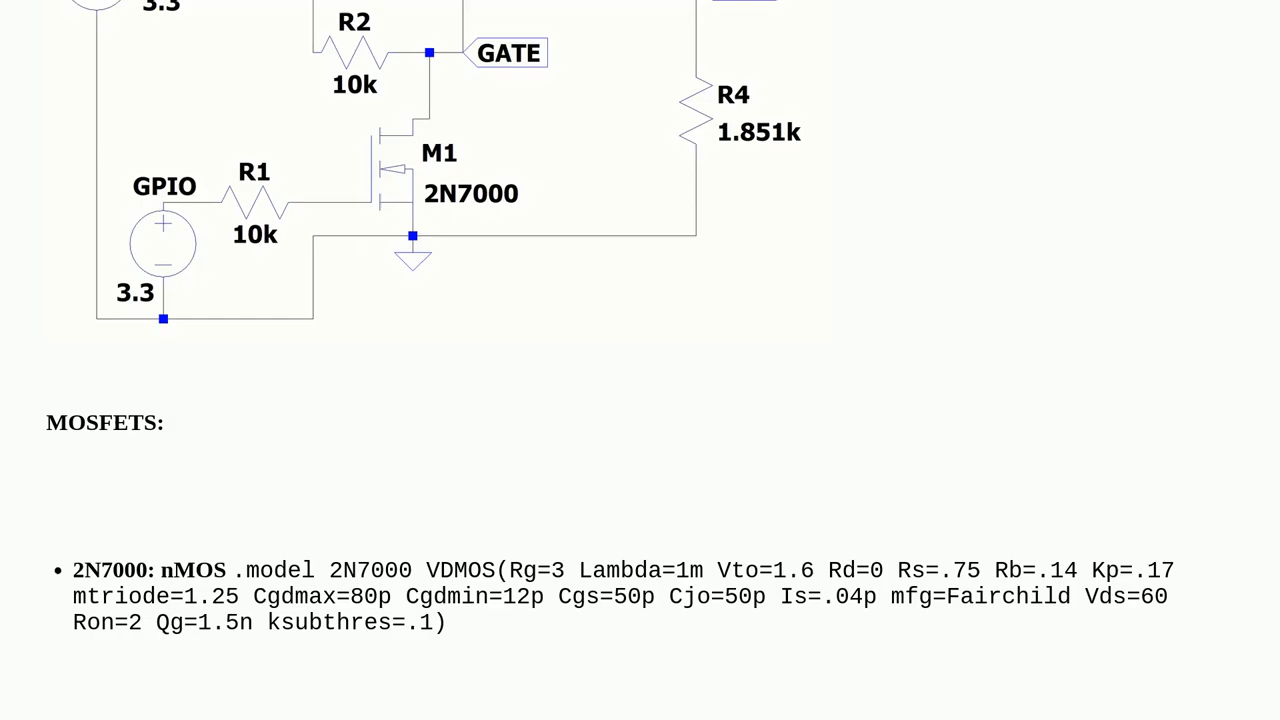 3.3
R2
GATE
10k
R4
1.851k
M1
R1
GPIO
2N7000
10k
3.3
MOSFETS:
• 2N7000: nMOS .model 2N7000 VDMOS(Rg=3 Lambda=1m Vto=1.6 Rd=0 Rs=.75 Rb=.14 Kp=.17
mtriode=1.25 Cgdmax=80p Cgdmin=12p Cgs=50p Cjo=50p Is=.04p mfg=Fairchild Vds=60
Ron=2 Qg=1.5n ksubthres=.1)